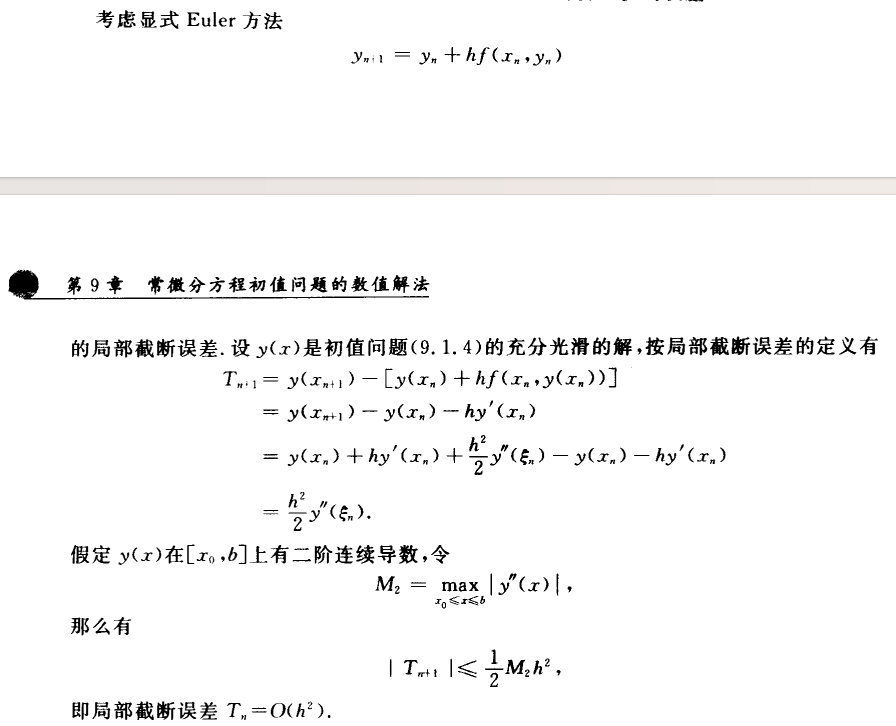 考虑显式 Euler 方法
y_{n+1} = y_n + hf(x_n, y_n)
第 9 章 常微分方程初值问题的数值解法
的局部截断误差. 设 y(x)是初值问题(9.1.4)的充分光滑的解,按局部截断误差的定义有
T_{n+1} = y(x_{n+1}) − [y(x_n) + hf(x_n, y(x_n))]
= y(x_{n+1}) − y(x_n) − hy′(x_n)
= y(x_n) + hy′(x_n) + \frac{h^2}{2} y″(ξ_n) − y(x_n) − hy′(x_n)
= \frac{h^2}{2} y″(ξ_n).
假定 y(x)在[x_0, b]上有二阶连续导数,令
M_2 = \max_{x_0≤x≤b} |y″(x)|,
那么有
|T_{n+1}| ≤ \frac{1}{2} M_2 h^2,
即局部截断误差 T_n = O(h^2).